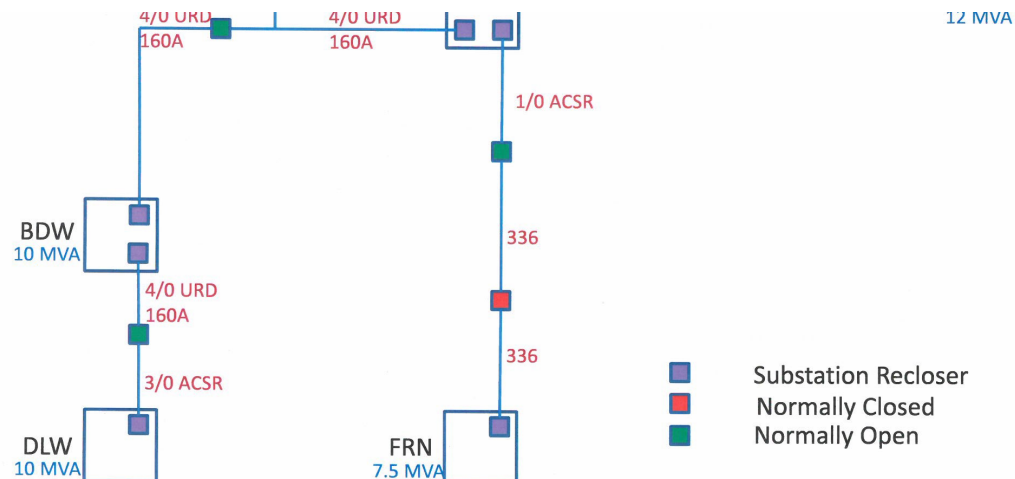 4/0 URD
160A
4/0 URD
160A
12 MVA
1/0 ACSR
BDW
10 MVA
336
4/0 URD
160A
336
3/0 ACSR
Substation Recloser
Normally Closed
Normally Open
DLW
10 MVA
FRN
7.5 MVA